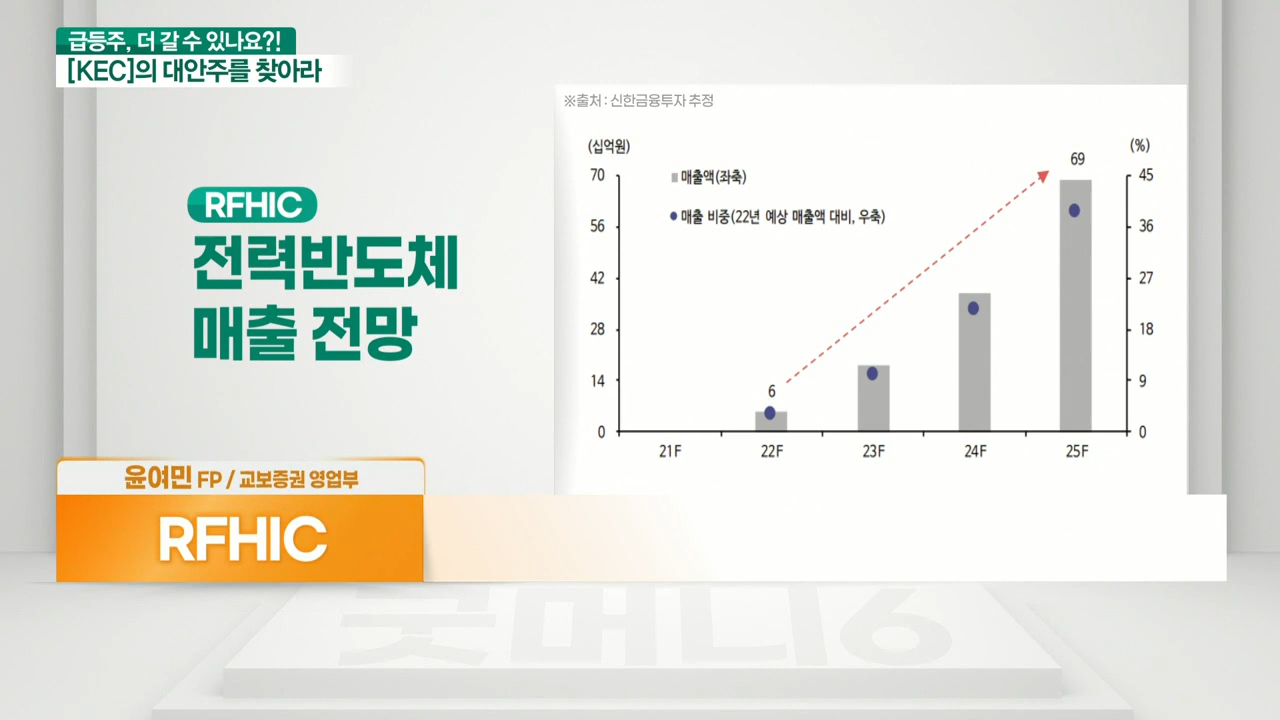 급등주, 더 갈 수 있나요?!
[KEC]의 대안주를 찾아라
※출처 : 신한금융투자 추정
RFHIC
전력반도체
매출 전망
(십억원)
(%)
매출액(좌축)
매출 비중(22년 예상 매출액 대비, 우축)
70
56
42
28
14
0
6
69
45
36
27
18
9
0
21F
22F
23F
24F
25F
윤여민 FP / 교보증권 영업부
RFHIC
굿머니6